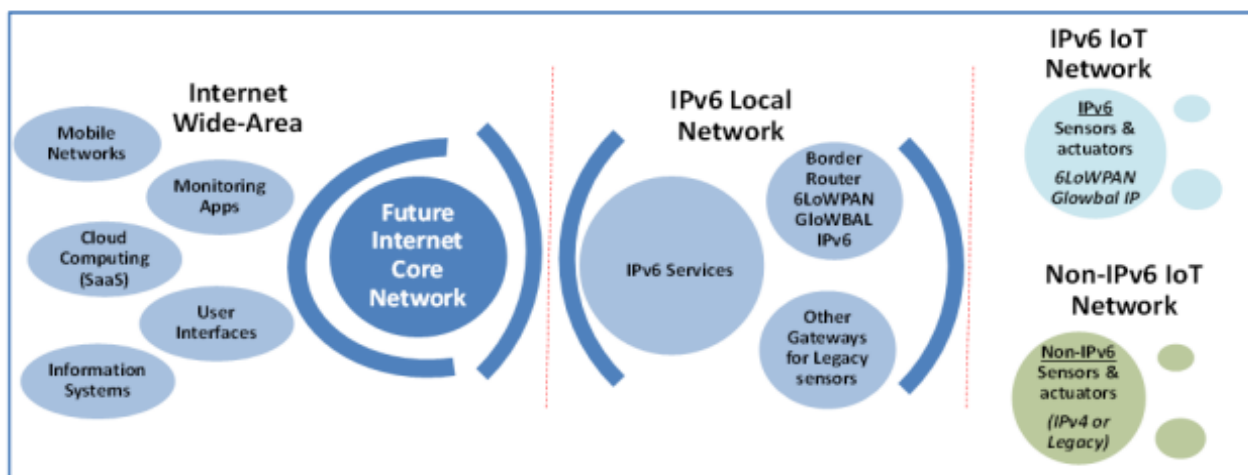 Internet
Wide-Area
Mobile
Networks
Monitoring
Apps
Cloud
Computing
(SaaS)
User
Interfaces
Information
Systems
Future
Internet
Core
Network
IPv6 Local
Network
IPv6 Services
Border
Router
6LoWPAN
GloWBAL
IPv6
Other
Gateways
for Legacy
sensors
IPv6 IoT
Network
IPv6
Sensors &
actuators
6LoWPAN
Glowbal IP
Non-IPv6 IoT
Network
Non-IPv6
Sensors &
actuators
(IPv4 or
Legacy)